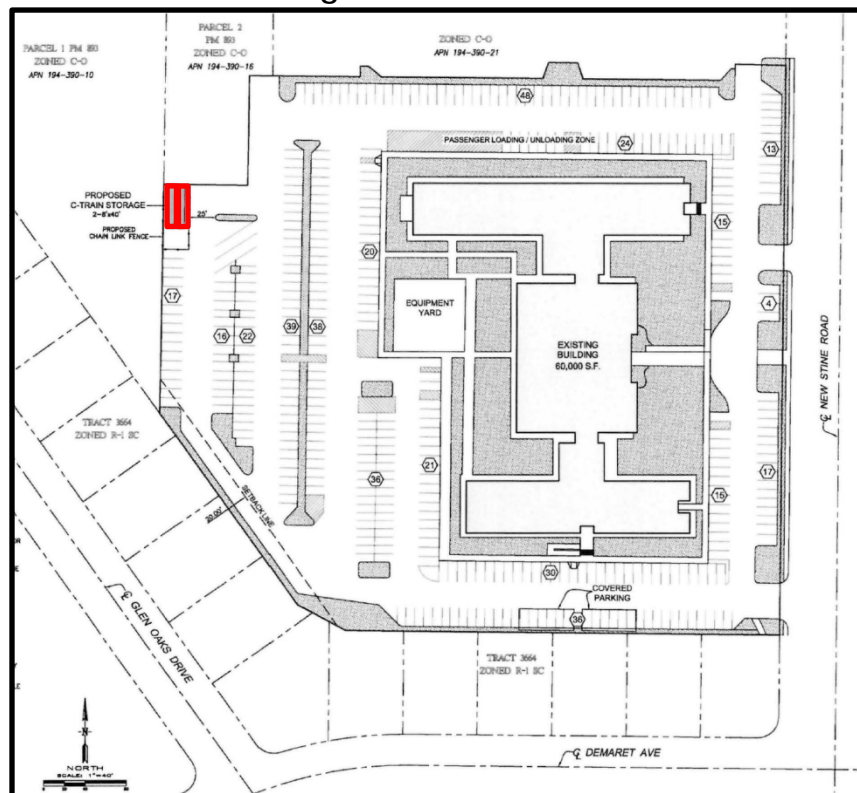 PARCEL 1 PM 893
ZONED C-O
APN 194-390-10
PARCEL 2
PM 893
ZONED C-O
APN 194-390-16
ZONED C-O
APN 194-390-21
48
PASSENGER LOADING / UNLOADING ZONE
24
13
PROPOSED
C-TRAIN STORAGE
2-8'x40'
25'
PROPOSED
CHAIN LINK FENCE
20
15
17
EQUIPMENT
YARD
4
16
22
39
38
EXISTING
BUILDING
60,000 S.F.
℄ NEW STINE ROAD
TRACT 3664
ZONED R-1 SC
36
21
17
15
20.00'
SETBACK LINE
30
COVERED
PARKING
36
℄ GLEN OAKS DRIVE
TRACT 3664
ZONED R-1 SC
-N-
NORTH
SCALE: 1"=40'
℄ DEMARET AVE